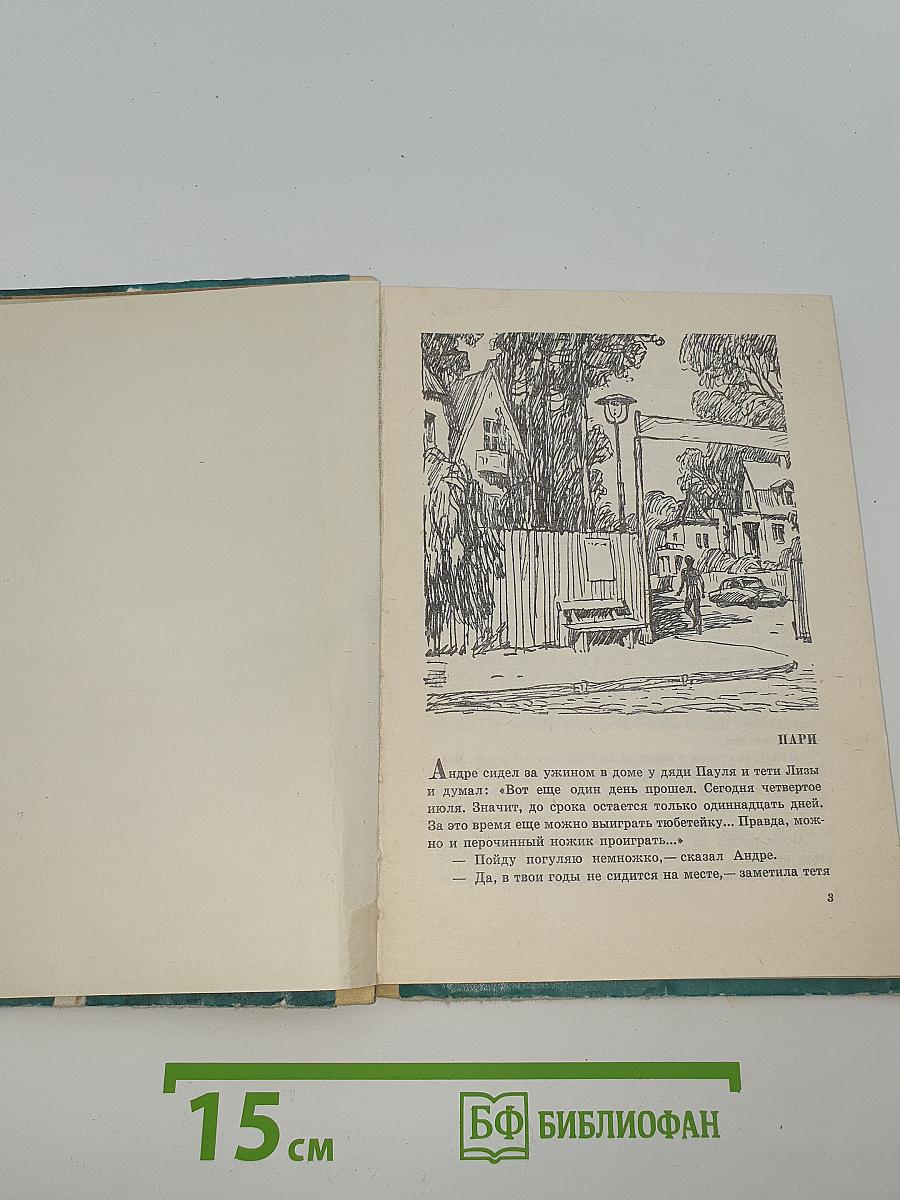 ПАРИ
Андре сидел за ужином в доме у дяди Пауля и тети Лизы
и думал: «Вот еще один день прошел. Сегодня четвертое
июля. Значит, до срока остается только одиннадцать дней.
За это время еще можно выиграть тюбетейку... Правда, мож-
но и перочинный ножик проиграть...»
— Пойду погуляю немножко,— сказал Андре.
— Да, в твои годы не сидится на месте,— заметила тетя
3
15 см
БФ БИБЛИОФАН